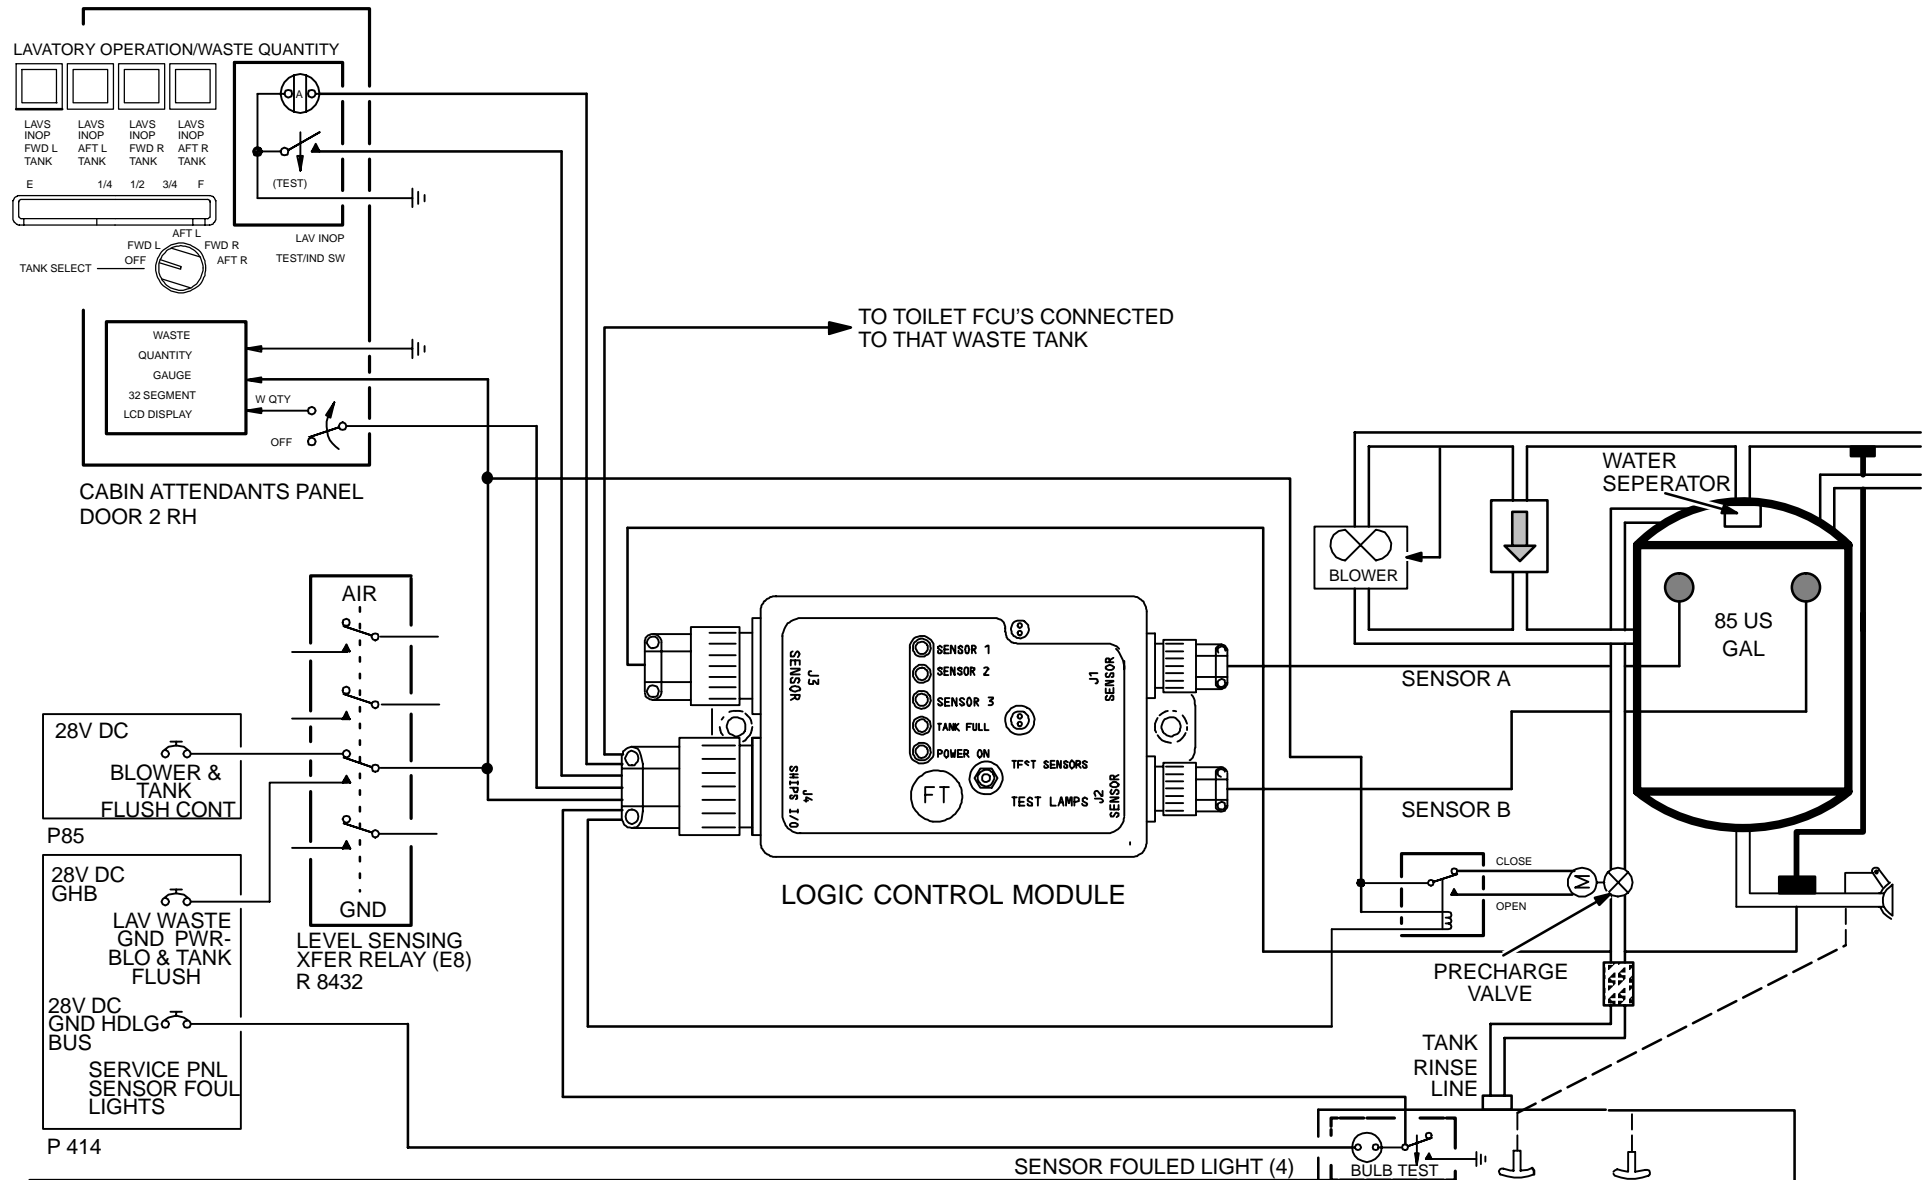 LAVATORY OPERATION/WASTE QUANTITY
LAVS INOP FWD L TANK
LAVS INOP AFT L TANK
LAVS INOP FWD R TANK
LAVS INOP AFT R TANK
E 1/4 1/2 3/4 F
AFT L
FWD L FWD R
OFF AFT R
TANK SELECT
A
(TEST)
LAV INOP
TEST/IND SW
WASTE
QUANTITY
GAUGE
32 SEGMENT
LCD DISPLAY
W QTY
OFF
CABIN ATTENDANTS PANEL
DOOR 2 RH
TO TOILET FCU'S CONNECTED
TO THAT WASTE TANK
WATER
SEPERATOR
BLOWER
85 US
GAL
AIR
GND
LEVEL SENSING
XFER RELAY (E8)
R 8432
28V DC
BLOWER &
TANK
FLUSH CONT
P85
28V DC
GHB
LAV WASTE
GND PWR-
BLO & TANK
FLUSH
28V DC
GND HDLG
BUS
SERVICE PNL
SENSOR FOUL
LIGHTS
P 414
J3
SENSOR
J4
SHIPS I/O
SENSOR 1
SENSOR 2
SENSOR 3
TANK FULL
POWER ON
TEST SENSORS
TEST LAMPS
FT
J1
SENSOR
J2
SENSOR
LOGIC CONTROL MODULE
SENSOR A
SENSOR B
CLOSE
M
OPEN
PRECHARGE
VALVE
TANK
RINSE
LINE
SENSOR FOULED LIGHT (4)
BULB TEST